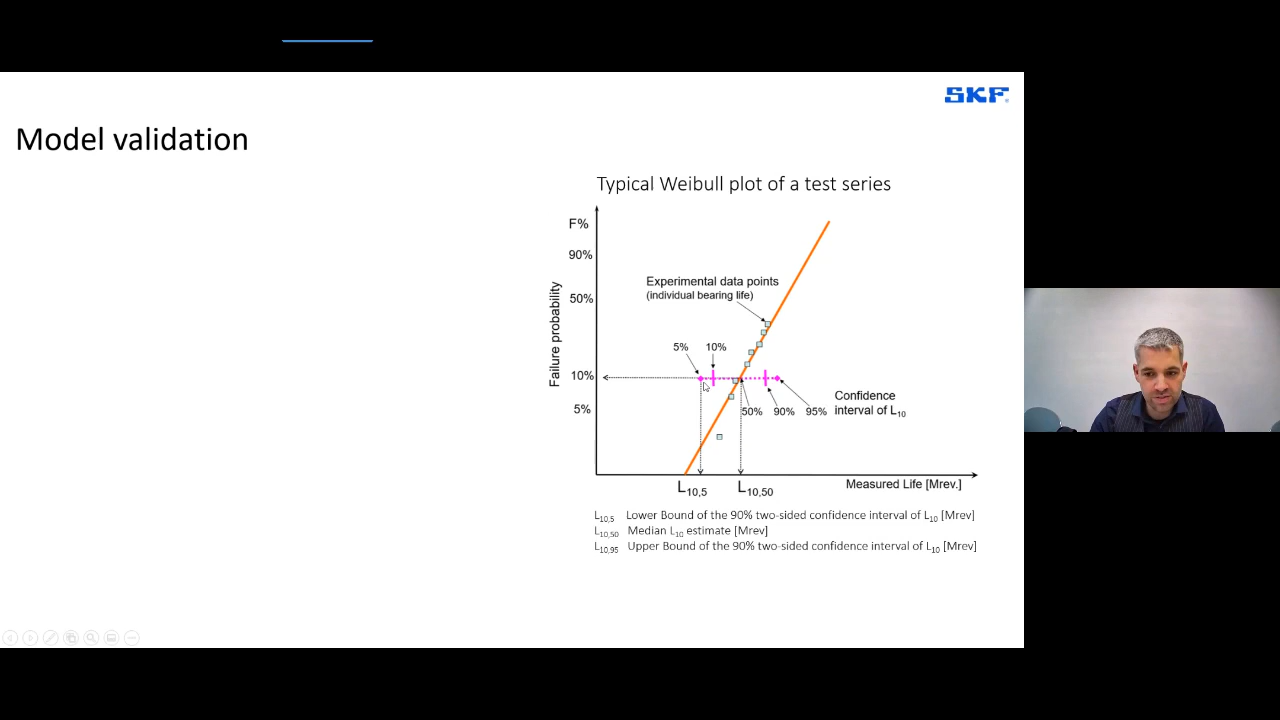 SKF
Model validation
Typical Weibull plot of a test series
F%
90%
50%
10%
5%
Failure probability
Experimental data points
(individual bearing life)
5%
10%
50%
90%
95%
Confidence
interval of L10
L10,5
L10,50
Measured Life [Mrev.]
L10,5 Lower Bound of the 90% two-sided confidence interval of L10 [Mrev]
L10,50 Median L10 estimate [Mrev]
L10,95 Upper Bound of the 90% two-sided confidence interval of L10 [Mrev]